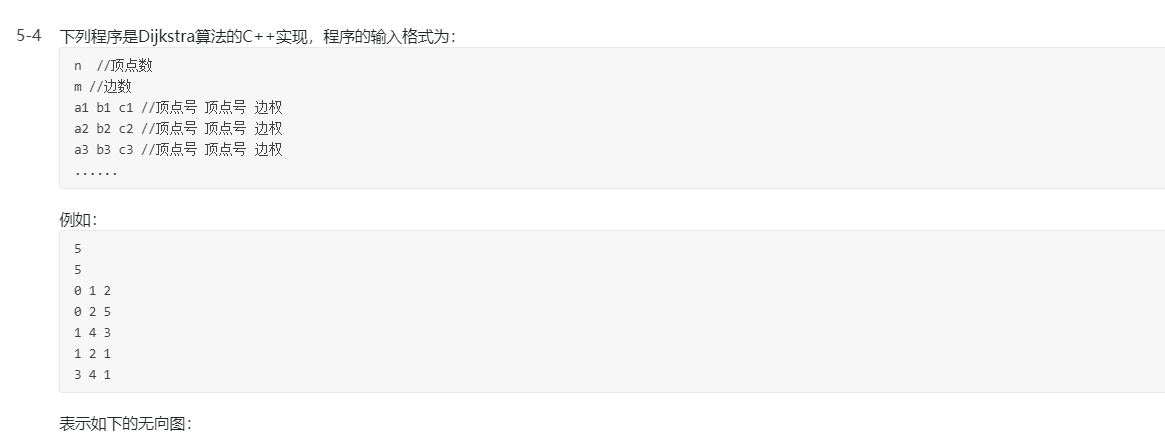 5-4 下列程序是Dijkstra算法的C++实现，程序的输入格式为：
n //顶点数
m //边数
a1 b1 c1 //顶点号 顶点号 边权
a2 b2 c2 //顶点号 顶点号 边权
a3 b3 c3 //顶点号 顶点号 边权
......
例如：
5
5
0 1 2
0 2 5
1 4 3
1 2 1
3 4 1
表示如下的无向图：